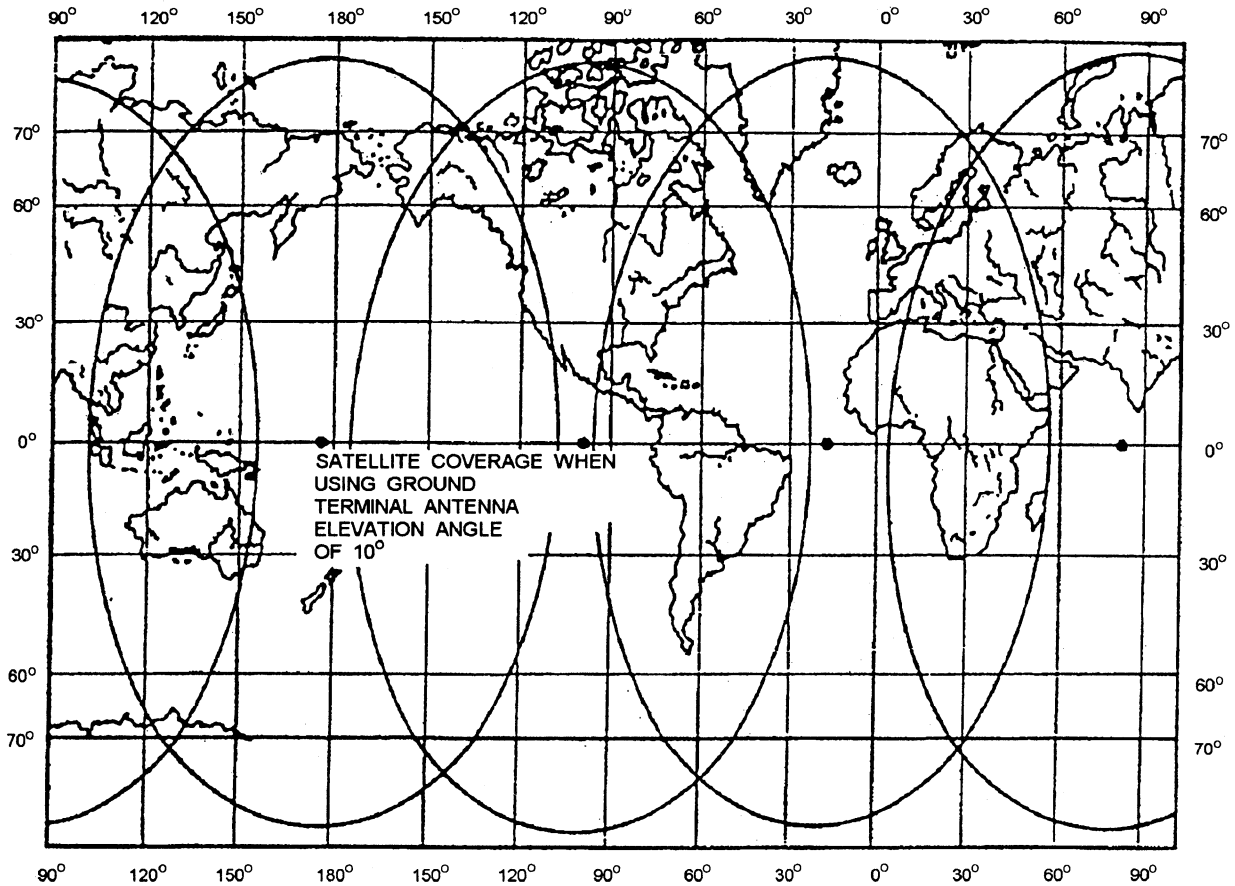 90° 120° 150° 180° 150° 120° 90° 60° 30° 0° 30° 60° 90°
70° 70°
60° 60°
30° 30°
0° 0°
SATELLITE COVERAGE WHEN
USING GROUND
TERMINAL ANTENNA
ELEVATION ANGLE
OF 10°
30° 30°
60° 60°
70° 70°
90° 120° 150° 180° 150° 120° 90° 60° 30° 0° 30° 60° 90°